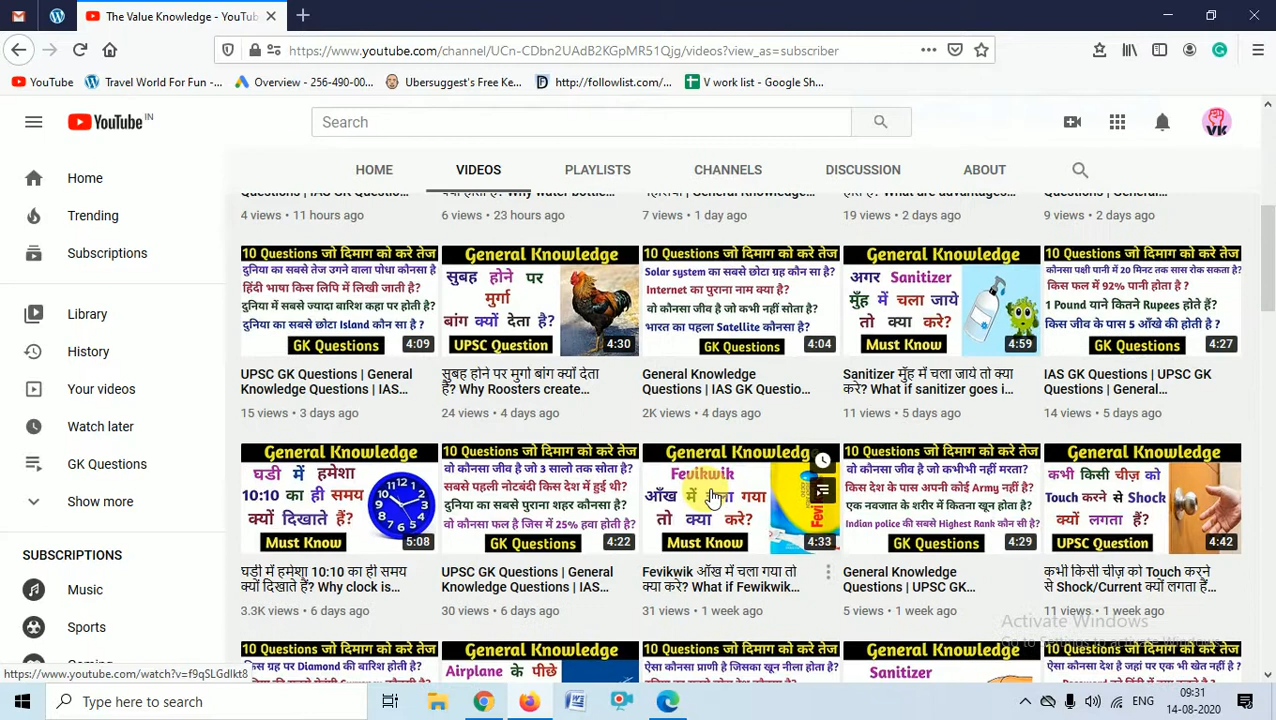 The Value Knowledge - YouTub
https://www.youtube.com/channel/UCn-CDbn2UAdB2KGpMR51Qjg/videos?view_as=subscriber
YouTube
Travel World For Fun -...
Overview - 256-490-00...
Ubersuggest's Free Ke...
http://followlist.com/...
V work list - Google Sh...
YouTube IN
Search
VK
HOME
VIDEOS
PLAYLISTS
CHANNELS
DISCUSSION
ABOUT
Home
Trending
Subscriptions
Library
History
Your videos
Watch later
GK Questions
Show more
SUBSCRIPTIONS
Music
Sports
4 views • 11 hours ago
6 views • 23 hours ago
7 views • 1 day ago
19 views • 2 days ago
9 views • 2 days ago
10 Questions जो दिमाग को करे तेज
दुनिया का सबसे तेज उगने वाला पोधा कौनसा है
हिंदी भाषा किस लिपि में लिखी जाती है?
दुनिया में सबसे ज्यादा बारिश कहा पर होती है?
दुनिया का सबसे छोटा Island कौन सा है ?
GK Questions
4:09
UPSC GK Questions | General
Knowledge Questions | IAS...
15 views • 3 days ago
General Knowledge
सुबह होने पर
मुर्गा
बांग क्यों देता है?
UPSC Question
4:30
सुबह होने पर मुर्गा बांग क्यों देता
है? Why Roosters create...
24 views • 4 days ago
10 Questions जो दिमाग को करे तेज
Solar system का सबसे छोटा ग्रह कौन सा है?
Internet का पुराना नाम क्या है?
वो कौनसा जीव है जो कभी नहीं सोता है?
भारत का पहला Satellite कौनसा है?
GK Questions
4:04
General Knowledge
Questions | IAS GK Questio...
2K views • 4 days ago
General Knowledge
अगर Sanitizer
मुँह में चला जाये
तो क्या करे?
Must Know
4:59
Sanitizer मुँह में चला जाये तो क्या
करे? What if sanitizer goes i...
11 views • 5 days ago
10 Questions जो दिमाग को करे तेज
कौनसा पक्षी पानी में 20 मिनट तक सास रोक सकता है?
किस फल में 92% पानी होता है ?
1 Pound याने कितने Rupees होते हैं?
किस जीव के पास 5 आँखे की होती है ?
GK Questions
4:27
IAS GK Questions | UPSC GK
Questions | General...
14 views • 5 days ago
General Knowledge
घडी में हमेशा
10:10 का ही समय
क्यों दिखाते हैं?
Must Know
5:08
घडी में हमेशा 10:10 का ही समय
क्यों दिखाते हैं? Why clock is...
3.3K views • 6 days ago
10 Questions जो दिमाग को करे तेज
वो कौनसा जीव है जो 3 सालो तक सोता है?
सबसे पहली नोटबंदी किस देश में हुई थी?
दुनिया का सबसे पुराना शहर कौनसा है ?
वो कौनसा फल है जिस में 25% हवा होती है ?
GK Questions
4:22
UPSC GK Questions | General
Knowledge Questions | IAS...
30 views • 6 days ago
General Knowledge
Fevikwik
आँख में गया
तो क्या करे?
Must Know
4:33
Fevikwik आँख में चला गया तो
क्या करे? What if Fewikwik...
31 views • 1 week ago
10 Questions जो दिमाग को करे तेज
वो कौनसा जीव है जो कभीभी नहीं मरता?
किस देश के पास अपनी कोई Army नहीं है?
एक नवजात के शरीर में कितना खून होता है?
Indian police की सबसे Highest Rank कौन सी है?
GK Questions
4:29
General Knowledge
Questions | UPSC GK...
5 views • 1 week ago
General Knowledge
कभी किसी चीज़ को
Touch करने से Shock
क्यों लगता हैं?
UPSC Question
4:42
कभी किसी चीज़ को Touch करने
से Shock/Current क्यों लगता हैं...
11 views • 1 week ago
किस ग्रह पर Diamond की बारिश होती है?
General Knowledge
Airplane के पीछे
10 Questions जो दिमाग को करे तेज
ऐसा कौनसा प्राणी है जिसका खून नीला होता है?
General Knowledge
Sanitizer
10 Questions जो दिमाग को करे तेज
ऐसा कौनसा देश है जहां पर एक भी खेत नहीं है?
Activate Windows
Go to Settings to activate Windows.
https://www.youtube.com/watch?v=f9qSLGdIkt8
Type here to search
ENG
09:31
14-08-2020